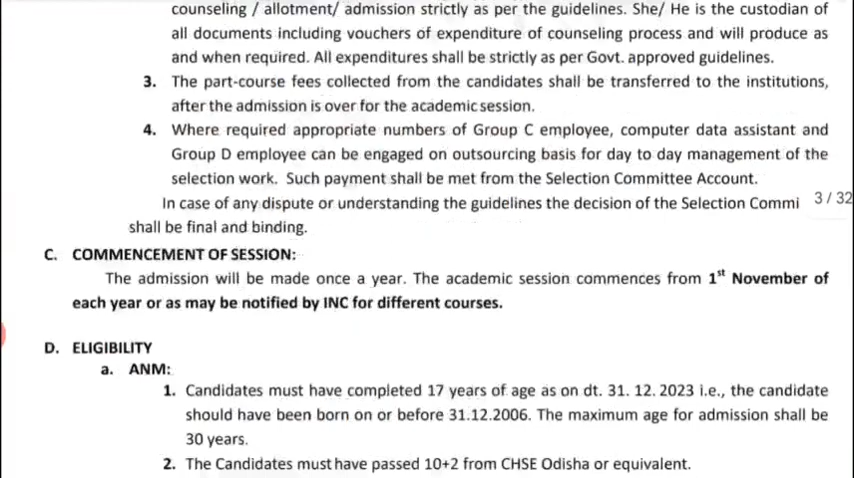 counseling / allotment/ admission strictly as per the guidelines. She/ He is the custodian of
all documents including vouchers of expenditure of counseling process and will produce as
and when required. All expenditures shall be strictly as per Govt. approved guidelines.
3. The part-course fees collected from the candidates shall be transferred to the institutions,
after the admission is over for the academic session.
4. Where required appropriate numbers of Group C employee, computer data assistant and
Group D employee can be engaged on outsourcing basis for day to day management of the
selection work. Such payment shall be met from the Selection Committee Account.
In case of any dispute or understanding the guidelines the decision of the Selection Commi 3 / 32
shall be final and binding.
C. COMMENCEMENT OF SESSION:
The admission will be made once a year. The academic session commences from 1st November of
each year or as may be notified by INC for different courses.
D. ELIGIBILITY
a. ANM:
1. Candidates must have completed 17 years of age as on dt. 31. 12. 2023 i.e., the candidate
should have been born on or before 31.12.2006. The maximum age for admission shall be
30 years.
2. The Candidates must have passed 10+2 from CHSE Odisha or equivalent.